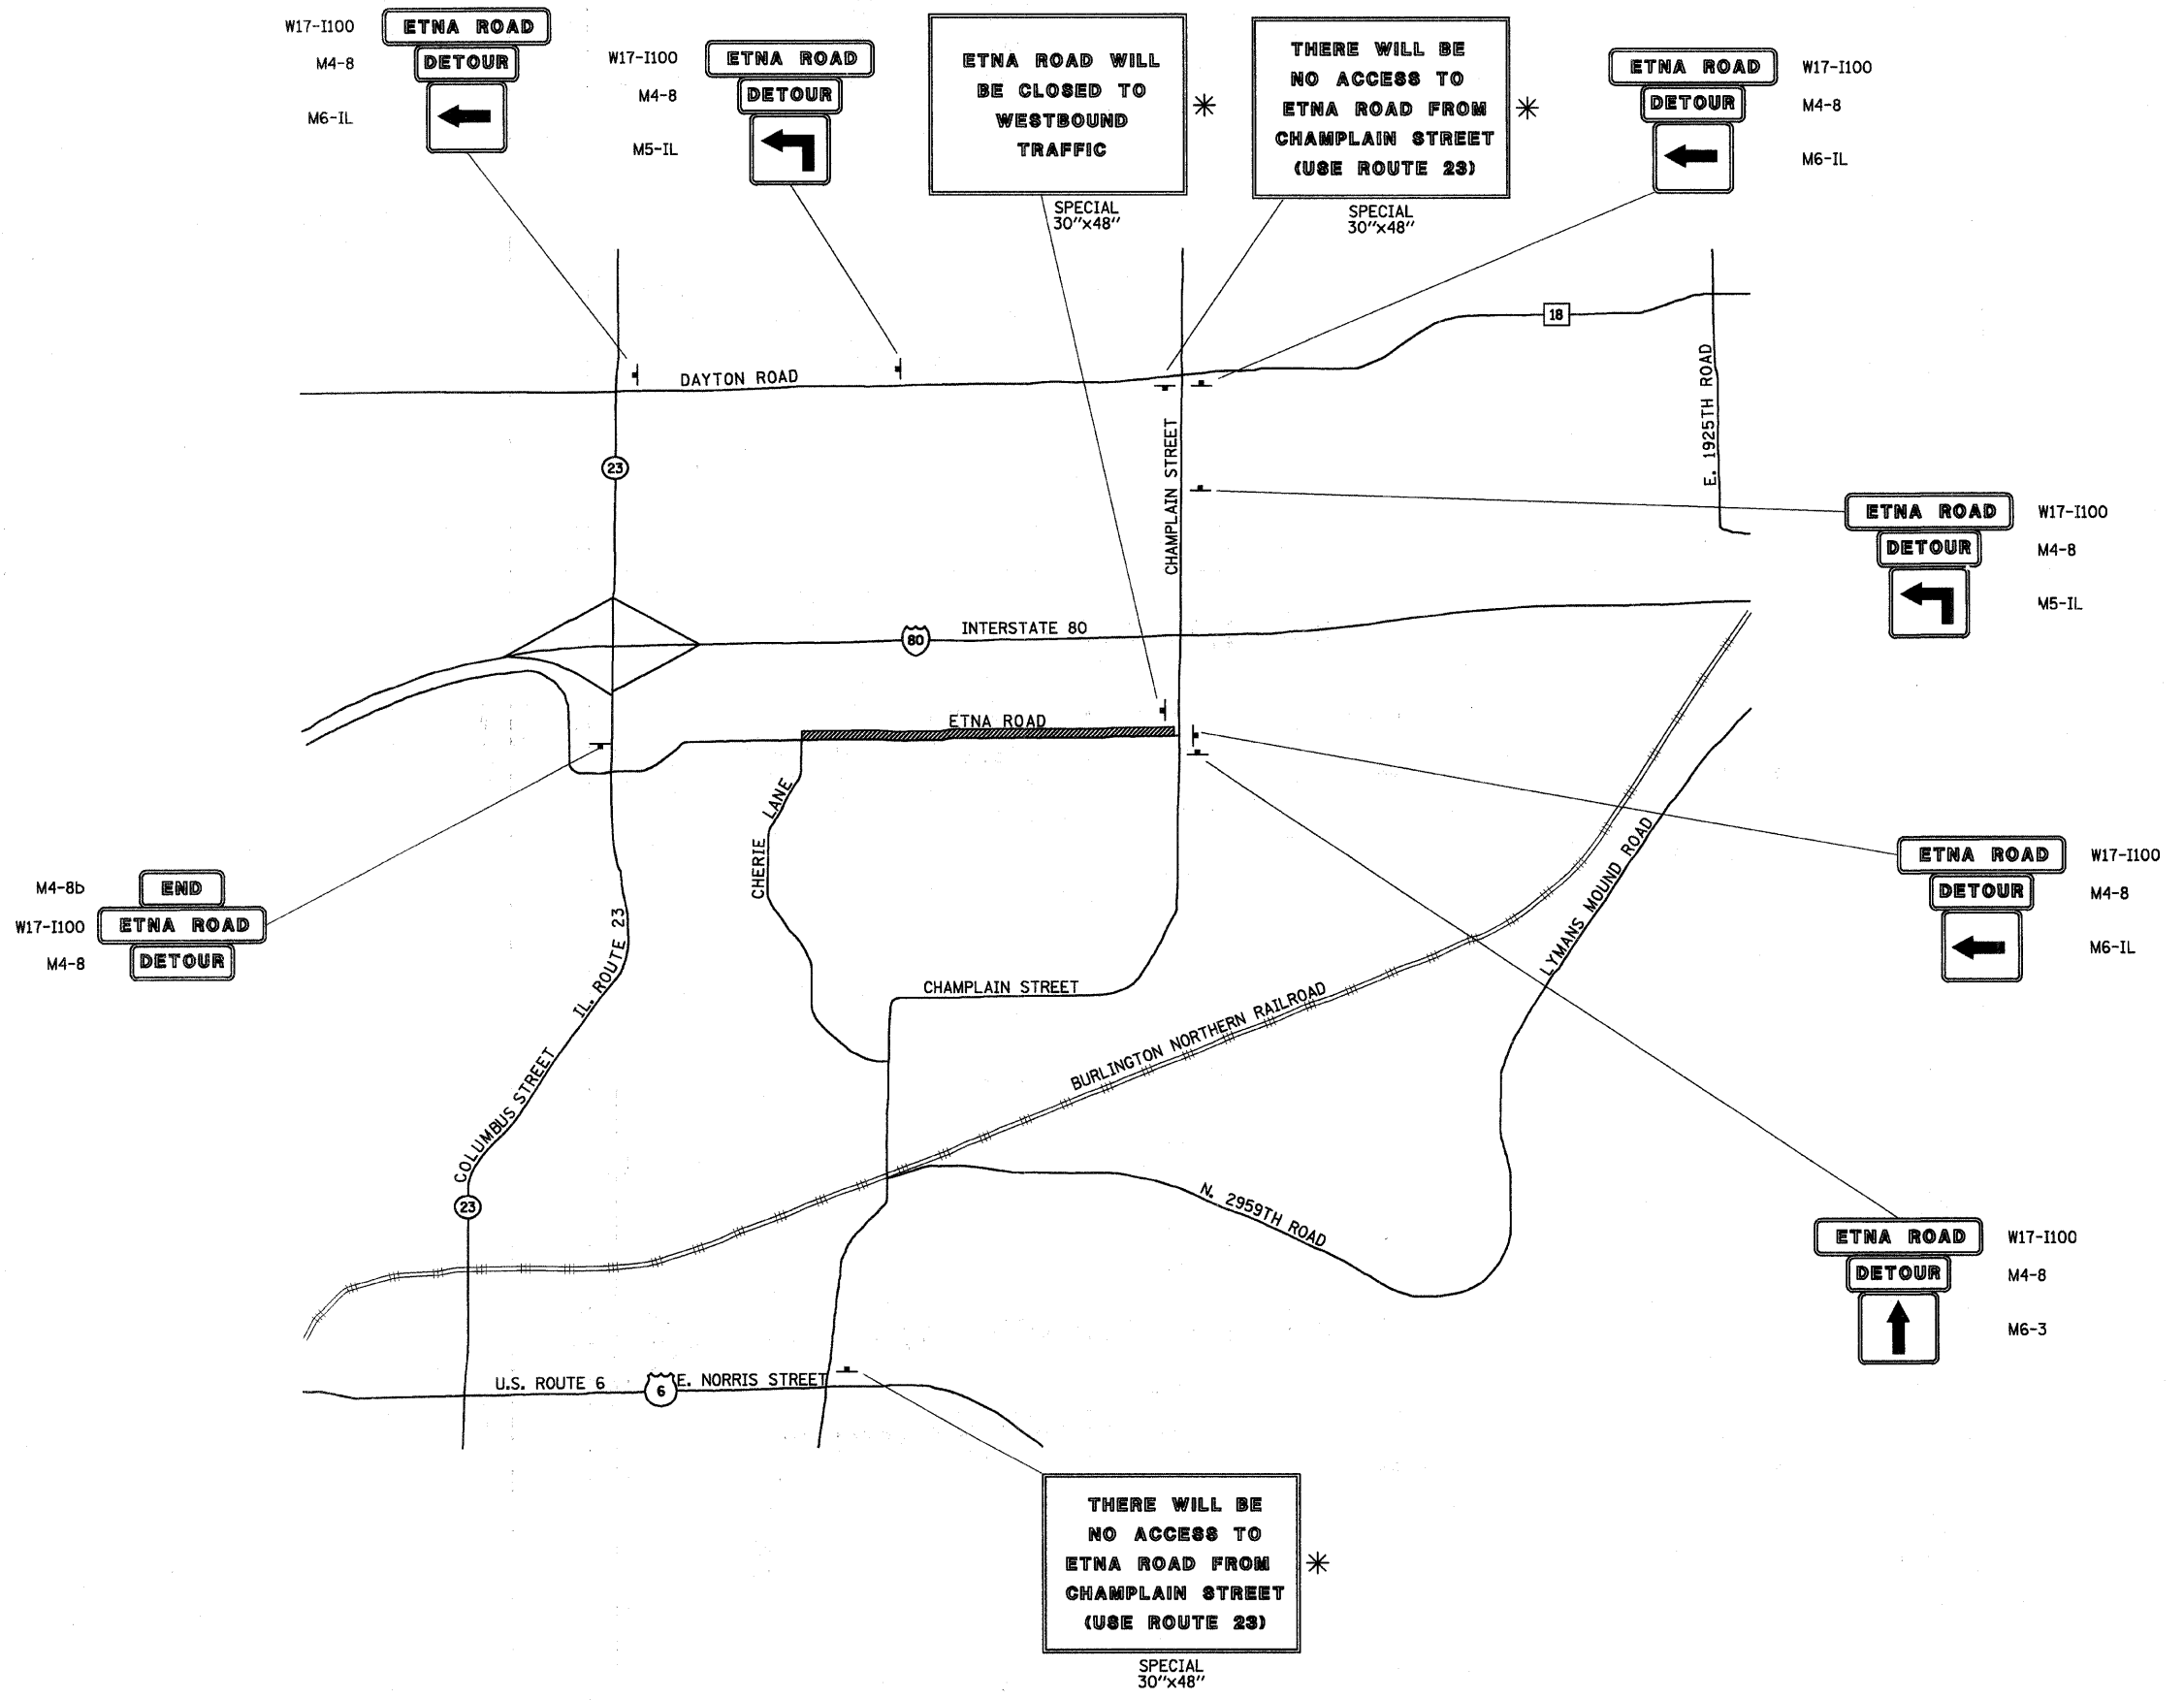 W17-I100
ETNA ROAD
M4-8
DETOUR
M6-IL
W17-I100
ETNA ROAD
M4-8
DETOUR
M5-IL
ETNA ROAD WILL
BE CLOSED TO
WESTBOUND
TRAFFIC
*
SPECIAL
30"x48"
THERE WILL BE
NO ACCESS TO
ETNA ROAD FROM
CHAMPLAIN STREET
(USE ROUTE 23)
*
SPECIAL
30"x48"
ETNA ROAD
W17-I100
DETOUR
M4-8
M6-IL
18
DAYTON ROAD
E. 1925TH ROAD
23
CHAMPLAIN STREET
ETNA ROAD
W17-I100
DETOUR
M4-8
M5-IL
80
INTERSTATE 80
ETNA ROAD
CHERIE LANE
ETNA ROAD
W17-I100
DETOUR
M4-8
M6-IL
M4-8b
END
W17-I100
ETNA ROAD
M4-8
DETOUR
IL. ROUTE 23
LYMANS MOUND ROAD
CHAMPLAIN STREET
BURLINGTON NORTHERN RAILROAD
COLUMBUS STREET
23
N. 2959TH ROAD
ETNA ROAD
W17-I100
DETOUR
M4-8
M6-3
U.S. ROUTE 6
6
E. NORRIS STREET
THERE WILL BE
NO ACCESS TO
ETNA ROAD FROM
CHAMPLAIN STREET
(USE ROUTE 23)
*
SPECIAL
30"x48"